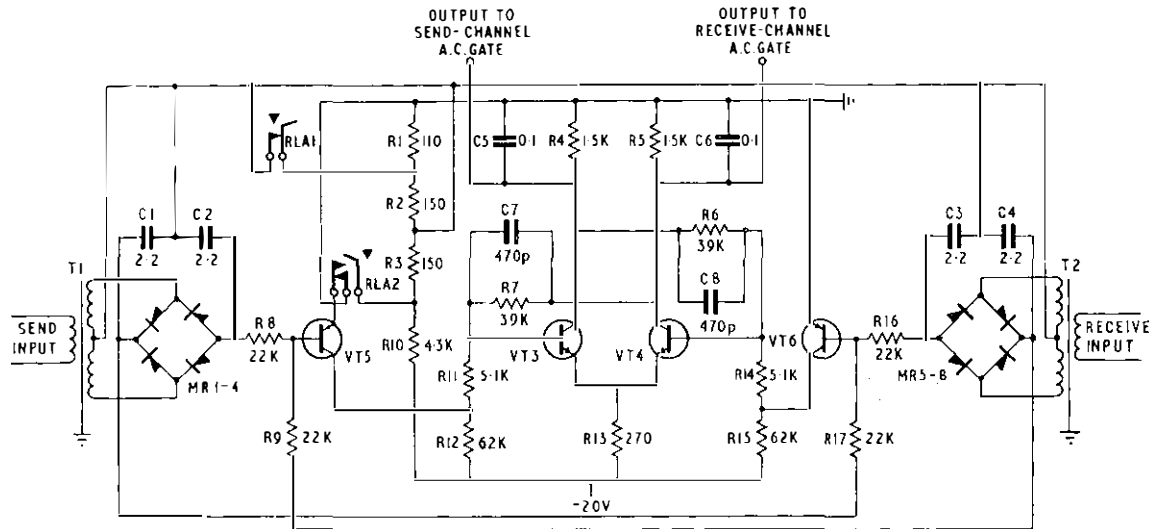 OUTPUT TO
SEND-CHANNEL
A.C.GATE
OUTPUT TO
RECEIVE-CHANNEL
A.C.GATE
RLA1
R1
110
C5
0·1
R4
1·5K
R5
1·5K
C6
0·1
R2
150
C1
2·2
C2
2·2
C7
470p
R6
39K
C3
2·2
C4
2·2
R3
150
RLA2
R7
39K
C8
470p
T1
T2
SEND
INPUT
R8
22K
VT5
R10
4·3K
VT3
VT4
VT6
R16
22K
RECEIVE
INPUT
MR1-4
R11
5·1K
R14
5·1K
MR5-8
R9
22K
R12
62K
R13
270
R15
62K
R17
22K
-20V